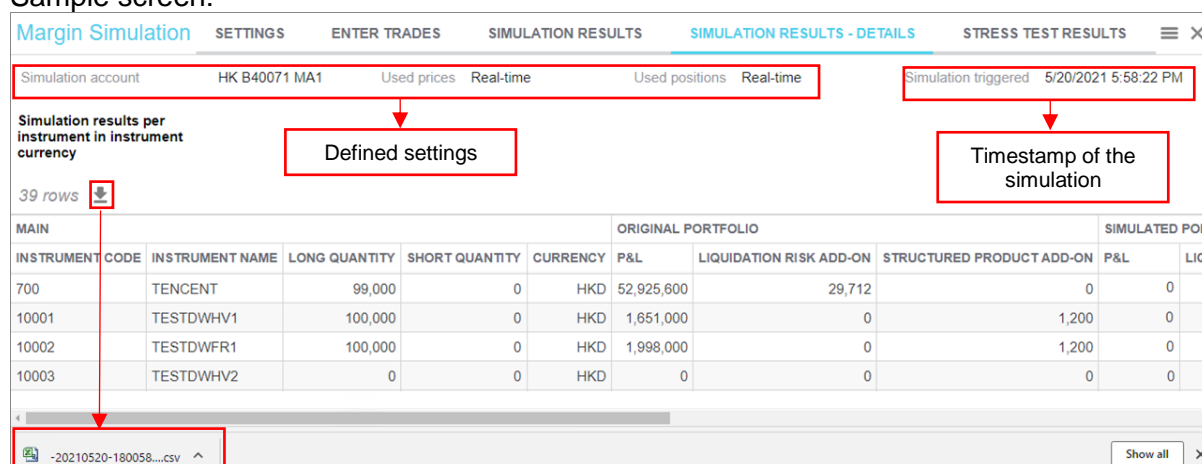 Sample screen:
Margin Simulation SETTINGS ENTER TRADES SIMULATION RESULTS SIMULATION RESULTS - DETAILS STRESS TEST RESULTS
Simulation account HK B40071 MA1 Used prices Real-time Used positions Real-time Simulation triggered 5/20/2021 5:58:22 PM
Simulation results per
instrument in instrument
currency
Defined settings
Timestamp of the
simulation
39 rows
MAIN ORIGINAL PORTFOLIO SIMULATED POR
INSTRUMENT CODE INSTRUMENT NAME LONG QUANTITY SHORT QUANTITY CURRENCY P&L LIQUIDATION RISK ADD-ON STRUCTURED PRODUCT ADD-ON P&L LIQ
700 TENCENT 99,000 0 HKD 52,925,600 29,712 0 0
10001 TESTDWHV1 100,000 0 HKD 1,651,000 0 1,200 0
10002 TESTDWFR1 100,000 0 HKD 1,998,000 0 1,200 0
10003 TESTDWHV2 0 0 HKD 0 0 0 0
-20210520-180058....csv Show all